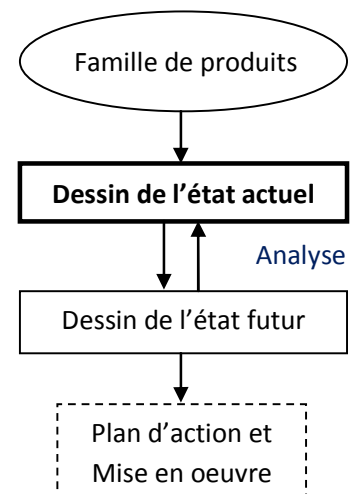 Famille de produits
Dessin de l’état actuel
Analyse
Dessin de l’état futur
Plan d’action et
Mise en oeuvre